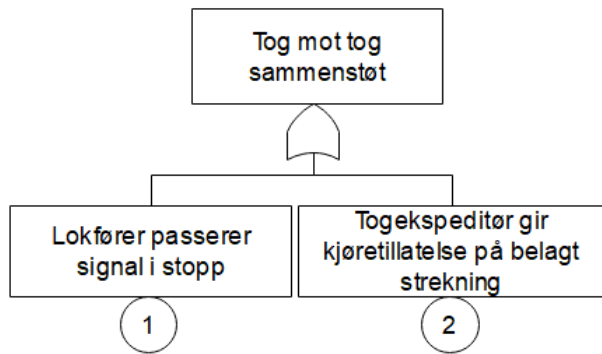 Tog mot tog
sammenstøt
Lokfører passerer
signal i stopp
Togekspeditør gir
kjøretillatelse på belagt
strekning
1
2